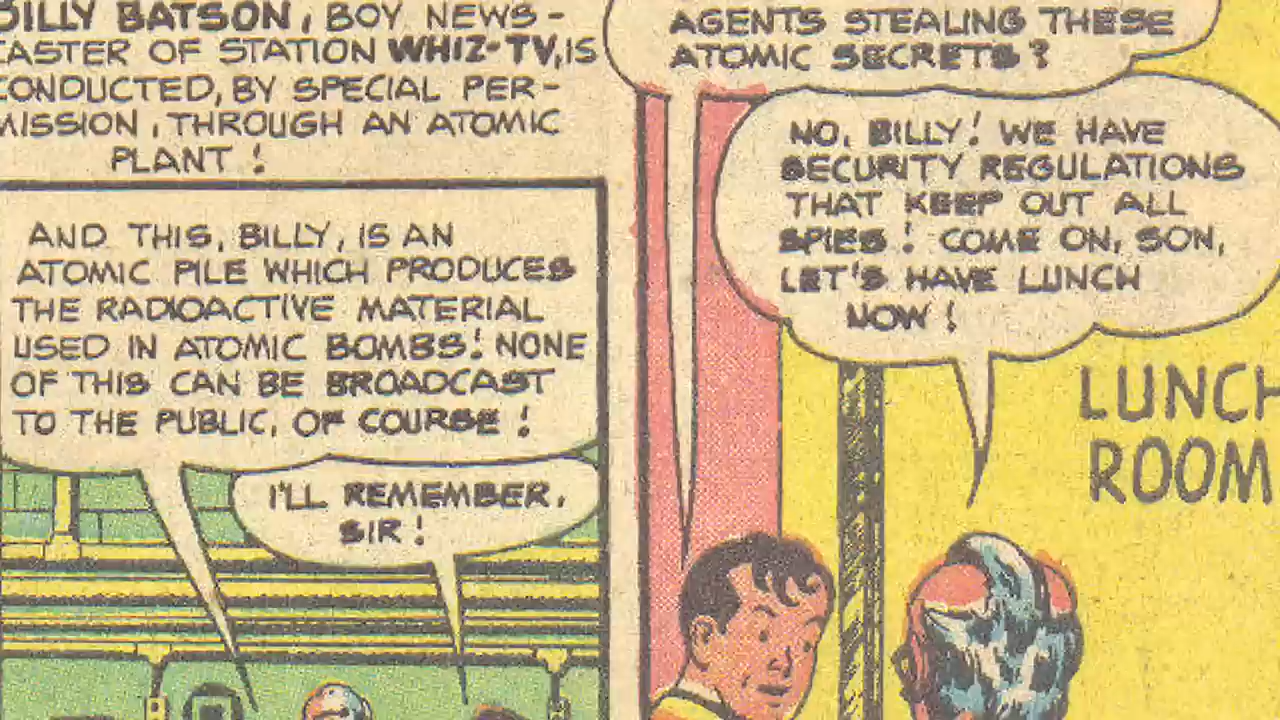 BILLY BATSON, BOY NEWS-
CASTER OF STATION WHIZ-TV, IS
CONDUCTED, BY SPECIAL PER-
MISSION, THROUGH AN ATOMIC
PLANT!
AND THIS, BILLY, IS AN
ATOMIC PILE WHICH PRODUCES
THE RADIOACTIVE MATERIAL
USED IN ATOMIC BOMBS! NONE
OF THIS CAN BE BROADCAST
TO THE PUBLIC, OF COURSE!
I'LL REMEMBER,
SIR!
AGENTS STEALING THESE
ATOMIC SECRETS?
NO, BILLY! WE HAVE
SECURITY REGULATIONS
THAT KEEP OUT ALL
SPIES! COME ON, SON,
LET'S HAVE LUNCH
NOW!
LUNCH
ROOM